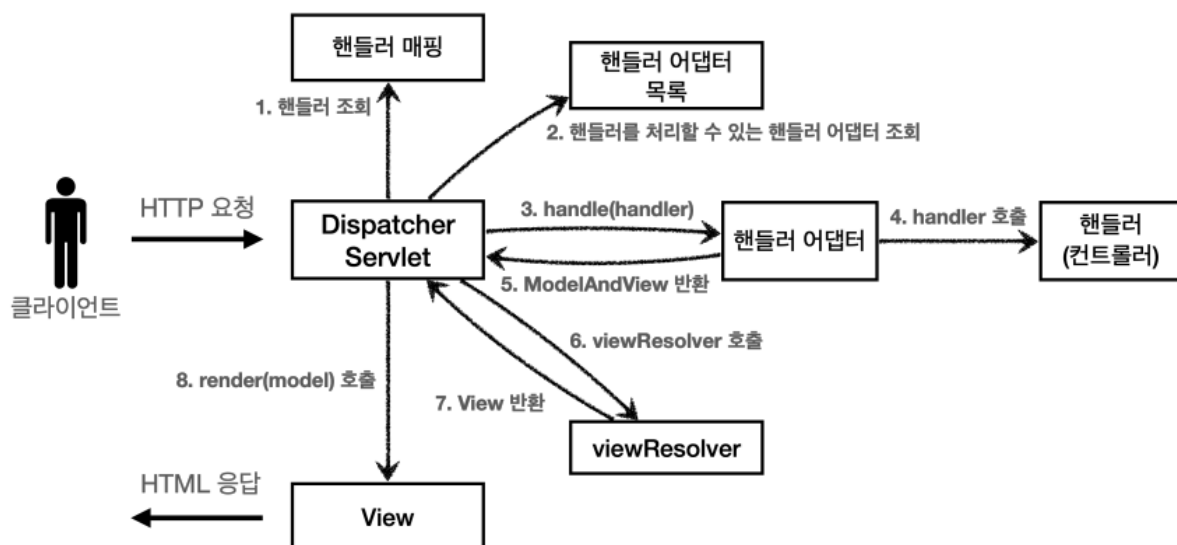 핸들러 매핑
핸들러 어댑터
목록
1. 핸들러 조회
2. 핸들러를 처리할 수 있는 핸들러 어댑터 조회
HTTP 요청
클라이언트
Dispatcher
Servlet
3. handle(handler)
핸들러 어댑터
4. handler 호출
핸들러
(컨트롤러)
5. ModelAndView 반환
6. viewResolver 호출
7. View 반환
8. render(model) 호출
viewResolver
HTML 응답
View